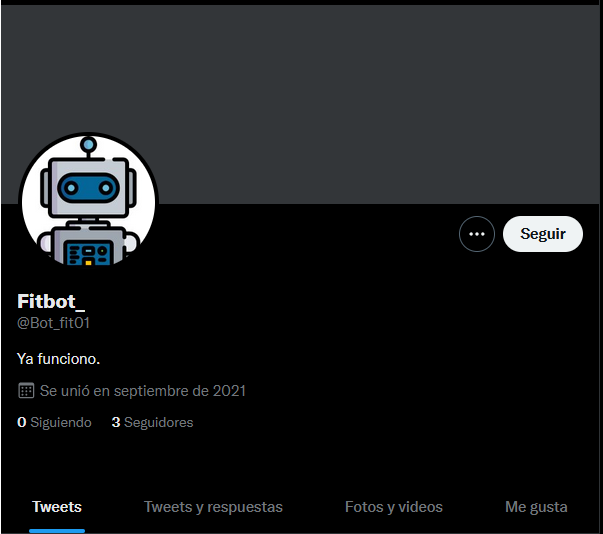 Seguir
Fitbot_
@Bot_fit01
Ya funciono.
Se unió en septiembre de 2021
0 Siguiendo 3 Seguidores
Tweets Tweets y respuestas Fotos y videos Me gusta